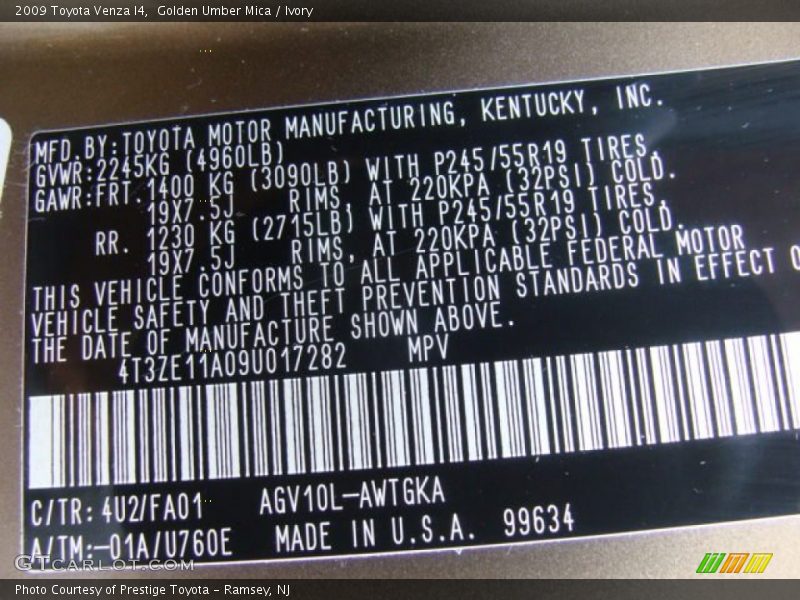 2009 Toyota Venza I4,  Golden Umber Mica / Ivory
MFD.BY:TOYOTA MOTOR MANUFACTURING, KENTUCKY, INC.
GVWR:2245KG (4960LB)
GAWR:FRT.1400 KG (3090LB) WITH P245/55R19 TIRES,
19X7.5J RIMS, AT 220KPA (32PSI) COLD.
RR. 1230 KG (2715LB) WITH P245/55R19 TIRES,
19X7.5J RIMS, AT 220KPA (32PSI) COLD.
THIS VEHICLE CONFORMS TO ALL APPLICABLE FEDERAL MOTOR
VEHICLE SAFETY AND THEFT PREVENTION STANDARDS IN EFFECT O
THE DATE OF MANUFACTURE SHOWN ABOVE.
4T3ZE11A09U017282 MPV
C/TR:4U2/FA01 AGV10L-AWTGKA
A/TM:-01A/U760E MADE IN U.S.A. 99634
GTCARLOT.COM
Photo Courtesy of Prestige Toyota - Ramsey, NJ